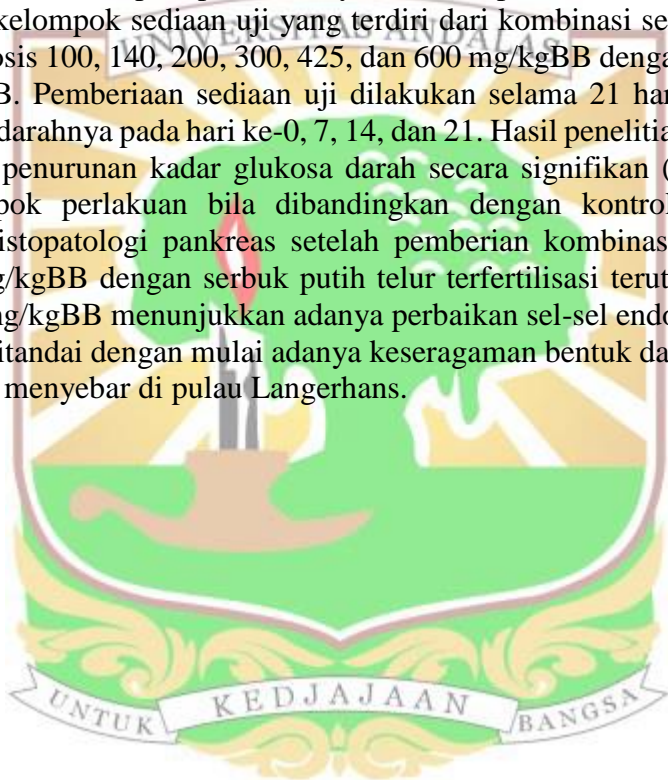 kelompok sediaan uji yang terdiri dari kombinasi se
osis 100, 140, 200, 300, 425, dan 600 mg/kgBB denga
UNIVERSITAS ANDALAS
B. Pemberiaan sediaan uji dilakukan selama 21 har
darahnya pada hari ke-0, 7, 14, dan 21. Hasil penelitia
penurunan kadar glukosa darah secara signifikan (
pok perlakuan bila dibandingkan dengan kontrol
istopatologi pankreas setelah pemberian kombinas
g/kgBB dengan serbuk putih telur terfertilisasi terut
mg/kgBB menunjukkan adanya perbaikan sel-sel endo
itandai dengan mulai adanya keseragaman bentuk da
menyebar di pulau Langerhans.
UNTUK KEDJAJAAN BANGSA